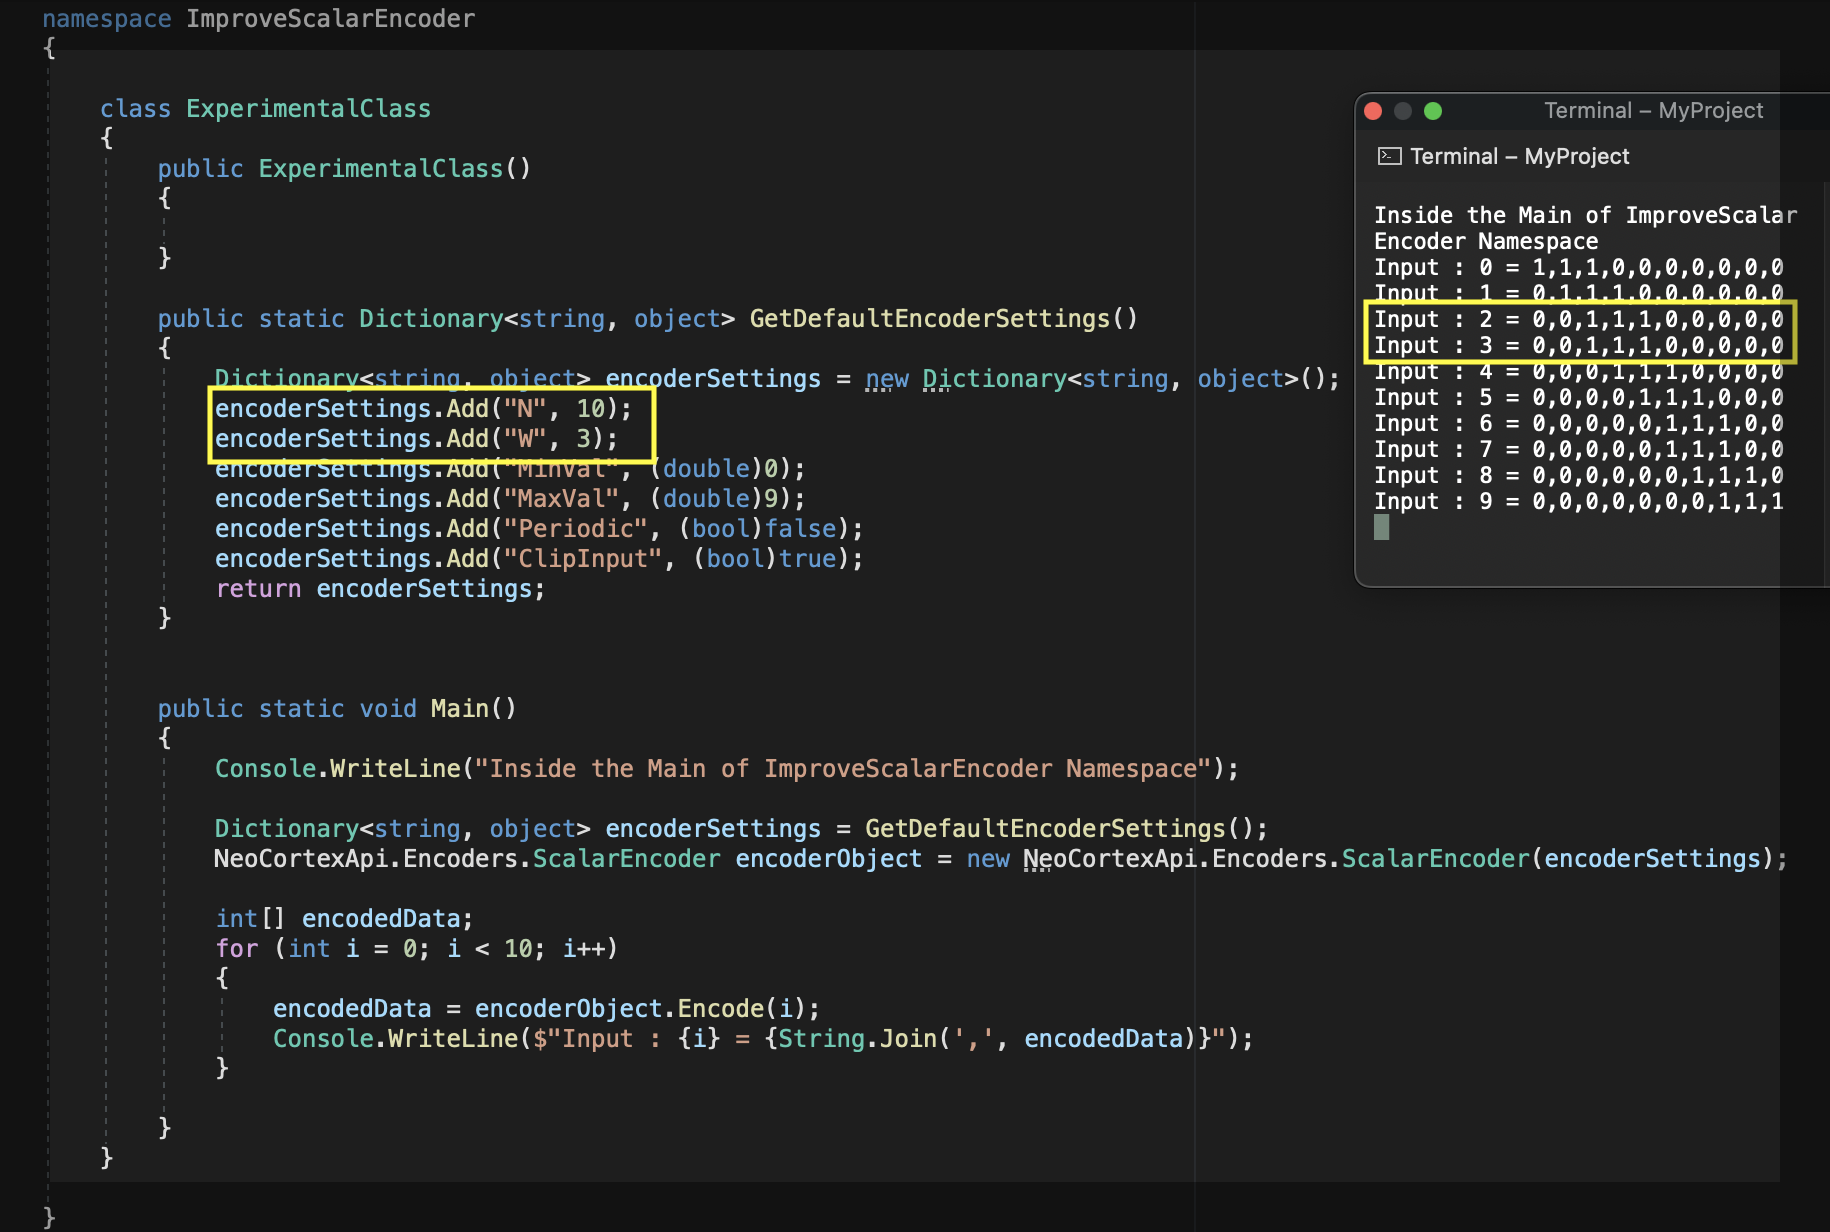 namespace ImproveScalarEncoder
{
class ExperimentalClass
{
public ExperimentalClass()
{
}
public static Dictionary<string, object> GetDefaultEncoderSettings()
{
Dictionary<string, object> encoderSettings = new Dictionary<string, object>();
encoderSettings.Add("N", 10);
encoderSettings.Add("W", 3);
encoderSettings.Add("MinVal", (double)0);
encoderSettings.Add("MaxVal", (double)9);
encoderSettings.Add("Periodic", (bool)false);
encoderSettings.Add("ClipInput", (bool)true);
return encoderSettings;
}
public static void Main()
{
Console.WriteLine("Inside the Main of ImproveScalarEncoder Namespace");
Dictionary<string, object> encoderSettings = GetDefaultEncoderSettings();
NeoCortexApi.Encoders.ScalarEncoder encoderObject = new NeoCortexApi.Encoders.ScalarEncoder(encoderSettings);
int[] encodedData;
for (int i = 0; i < 10; i++)
{
encodedData = encoderObject.Encode(i);
Console.WriteLine($"Input : {i} = {String.Join(',', encodedData)}");
}
}
}
}
Terminal – MyProject
Terminal – MyProject
Inside the Main of ImproveScalar
Encoder Namespace
Input : 0 = 1,1,1,0,0,0,0,0,0,0
Input : 1 = 0,1,1,1,0,0,0,0,0,0
Input : 2 = 0,0,1,1,1,0,0,0,0,0
Input : 3 = 0,0,1,1,1,0,0,0,0,0
Input : 4 = 0,0,0,1,1,1,0,0,0,0
Input : 5 = 0,0,0,0,1,1,1,0,0,0
Input : 6 = 0,0,0,0,0,1,1,1,0,0
Input : 7 = 0,0,0,0,0,1,1,1,0,0
Input : 8 = 0,0,0,0,0,0,1,1,1,0
Input : 9 = 0,0,0,0,0,0,0,1,1,1